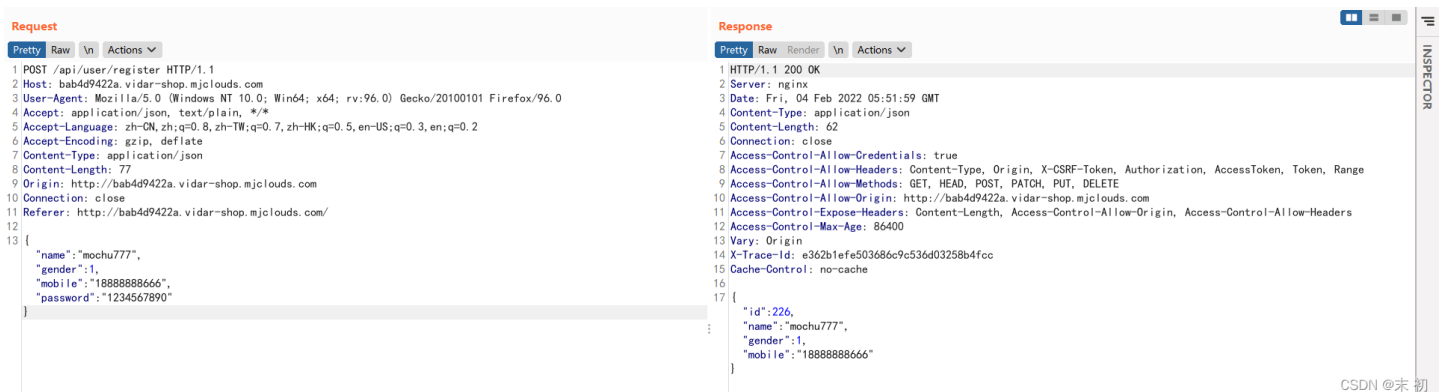 Request
Pretty Raw \n Actions
1 POST /api/user/register HTTP/1.1
2 Host: bab4d9422a.vidar-shop.mjclouds.com
3 User-Agent: Mozilla/5.0 (Windows NT 10.0; Win64; x64; rv:96.0) Gecko/20100101 Firefox/96.0
4 Accept: application/json, text/plain, */*
5 Accept-Language: zh-CN,zh;q=0.8,zh-TW;q=0.7,zh-HK;q=0.5,en-US;q=0.3,en;q=0.2
6 Accept-Encoding: gzip, deflate
7 Content-Type: application/json
8 Content-Length: 77
9 Origin: http://bab4d9422a.vidar-shop.mjclouds.com
10 Connection: close
11 Referer: http://bab4d9422a.vidar-shop.mjclouds.com/
12
13 {
"name":"mochu777",
"gender":1,
"mobile":"18888888666",
"password":"1234567890"
}
Response
Pretty Raw Render \n Actions
1 HTTP/1.1 200 OK
2 Server: nginx
3 Date: Fri, 04 Feb 2022 05:51:59 GMT
4 Content-Type: application/json
5 Content-Length: 62
6 Connection: close
7 Access-Control-Allow-Credentials: true
8 Access-Control-Allow-Headers: Content-Type, Origin, X-CSRF-Token, Authorization, AccessToken, Token, Range
9 Access-Control-Allow-Methods: GET, HEAD, POST, PATCH, PUT, DELETE
10 Access-Control-Allow-Origin: http://bab4d9422a.vidar-shop.mjclouds.com
11 Access-Control-Expose-Headers: Content-Length, Access-Control-Allow-Origin, Access-Control-Allow-Headers
12 Access-Control-Max-Age: 86400
13 Vary: Origin
14 X-Trace-Id: e362b1efe503686c9c536d03258b4fcc
15 Cache-Control: no-cache
16
17 {
"id":226,
"name":"mochu777",
"gender":1,
"mobile":"18888888666"
}
INSPECTOR
CSDN @末 初